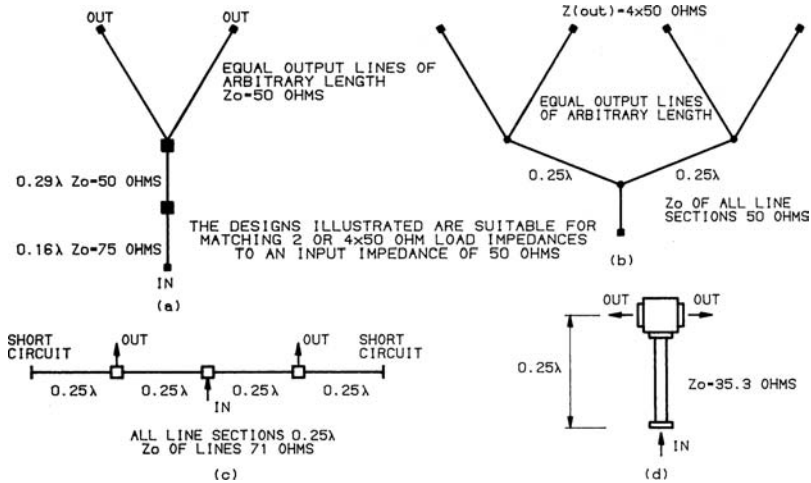 OUT OUT
EQUAL OUTPUT LINES OF
ARBITRARY LENGTH
Zo=50 OHMS
0.29λ Zo=50 OHMS
0.16λ Zo=75 OHMS
IN
(a)
Z(out)=4x50 OHMS
EQUAL OUTPUT LINES
OF ARBITRARY LENGTH
0.25λ 0.25λ
Zo OF ALL LINE
SECTIONS 50 OHMS
(b)
THE DESIGNS ILLUSTRATED ARE SUITABLE FOR
MATCHING 2 OR 4x50 OHM LOAD IMPEDANCES
TO AN INPUT IMPEDANCE OF 50 OHMS
SHORT
CIRCUIT
OUT
OUT
SHORT
CIRCUIT
0.25λ 0.25λ 0.25λ 0.25λ
IN
ALL LINE SECTIONS 0.25λ
Zo OF LINES 71 OHMS
(c)
OUT OUT
0.25λ
Zo=35.3 OHMS
IN
(d)